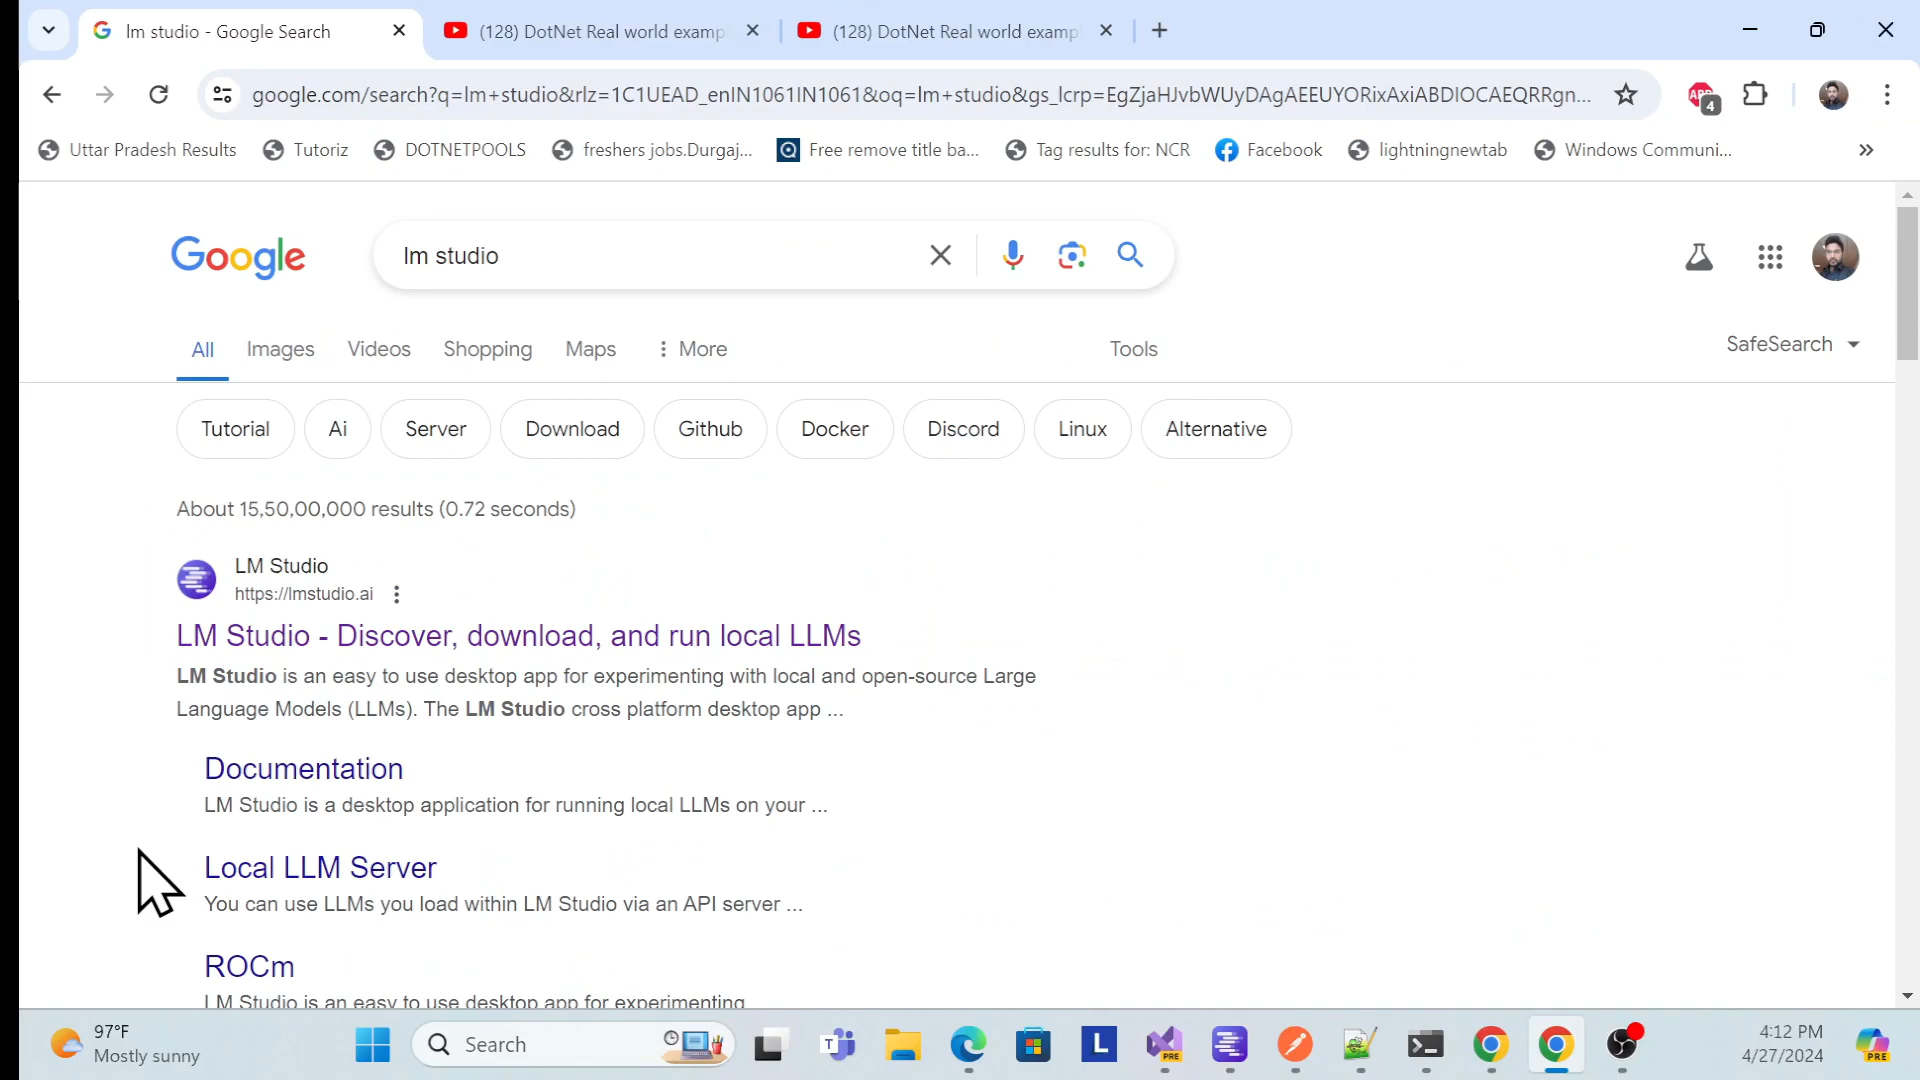 lm studio - Google Search
(128) DotNet Real world examp
(128) DotNet Real world examp
google.com/search?q=lm+studio&rlz=1C1UEAD_enIN1061IN1061&oq=lm+studio&gs_lcrp=EgZjaHJvbWUyDAgAEEUYORixAxiABDIOCAEQRRgn...
4
Uttar Pradesh Results
Tutoriz
DOTNETPOOLS
freshers jobs.Durgaj...
Free remove title ba...
Tag results for: NCR
Facebook
lightningnewtab
Windows Communi...
Google
lm studio
All
Images
Videos
Shopping
Maps
More
Tools
SafeSearch
Tutorial
Ai
Server
Download
Github
Docker
Discord
Linux
Alternative
About 15,50,00,000 results (0.72 seconds)
LM Studio
https://lmstudio.ai
LM Studio - Discover, download, and run local LLMs
LM Studio is an easy to use desktop app for experimenting with local and open-source Large
Language Models (LLMs). The LM Studio cross platform desktop app ...
Documentation
LM Studio is a desktop application for running local LLMs on your ...
Local LLM Server
You can use LLMs you load within LM Studio via an API server ...
ROCm
LM Studio is an easy to use desktop app for experimenting
97°F
Mostly sunny
Search
T
L
PRE
4:12 PM
4/27/2024
PRE